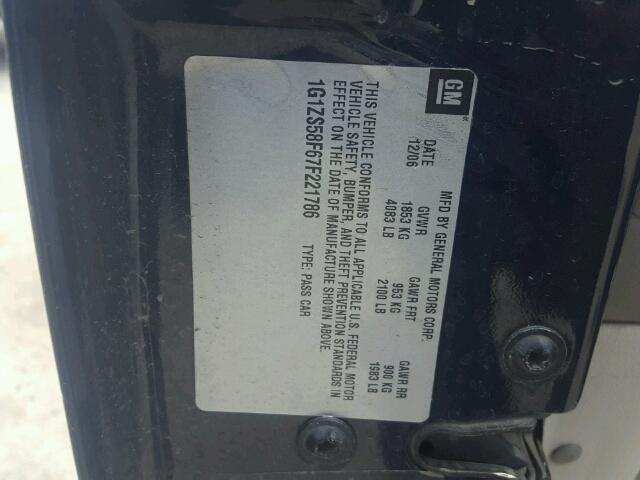 GM
MFD BY GENERAL MOTORS CORP.
DATE GVWR GAWR FRT GAWR RR
12/06 1853 KG 953 KG 900 KG
4083 LB 2100 LB 1983 LB
THIS VEHICLE CONFORMS TO ALL APPLICABLE U.S. FEDERAL MOTOR
VEHICLE SAFETY, BUMPER, AND THEFT PREVENTION STANDARDS IN
EFFECT ON THE DATE OF MANUFACTURE SHOWN ABOVE.
1G1ZS58F67F221786 TYPE: PASS CAR